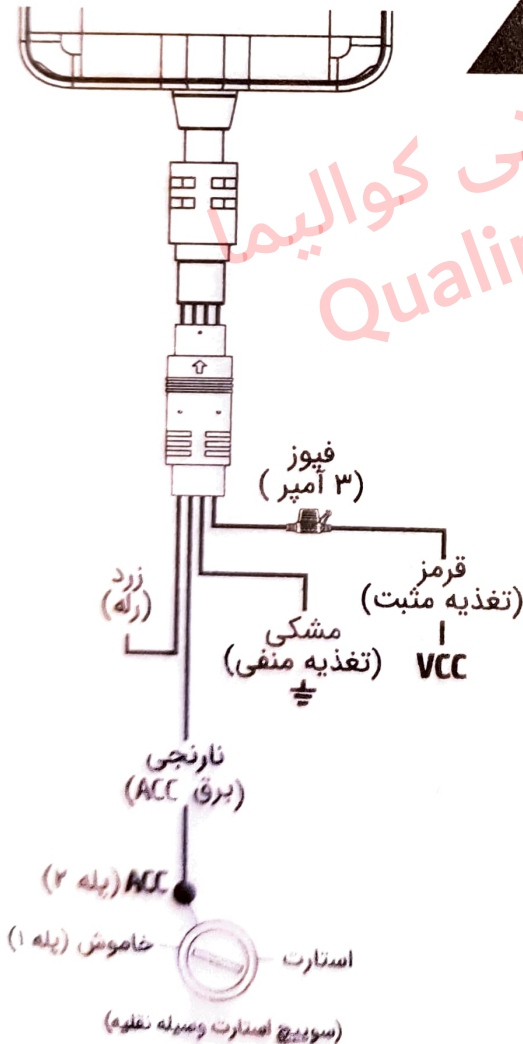 کوالیما
فیوز
(۳ آمپر)
قرمز
(تغذیه مثبت)
VCC
مشکی
(تغذیه منفی)
زرد
(رله)
نارنجی
(برق ACC)
ACC (پله ۲)
خاموش (پله ۱)
استارت
(سوییچ استارت وسیله نقلیه)